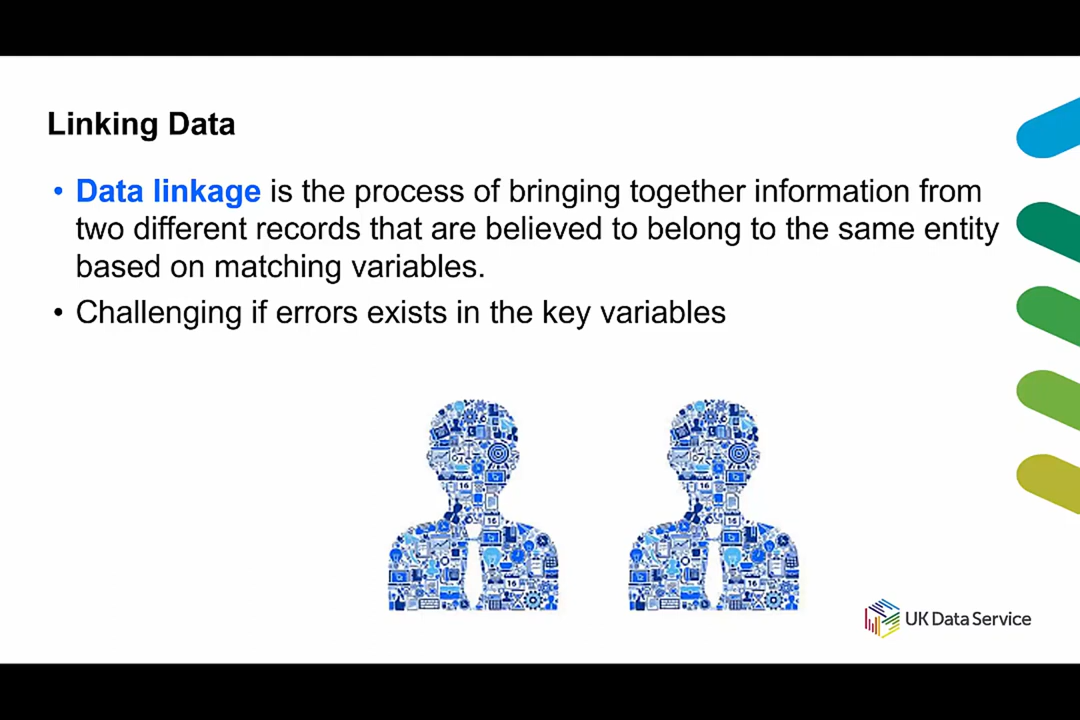 Linking Data
• Data linkage is the process of bringing together information from
two different records that are believed to belong to the same entity
based on matching variables.
• Challenging if errors exists in the key variables
UK Data Service